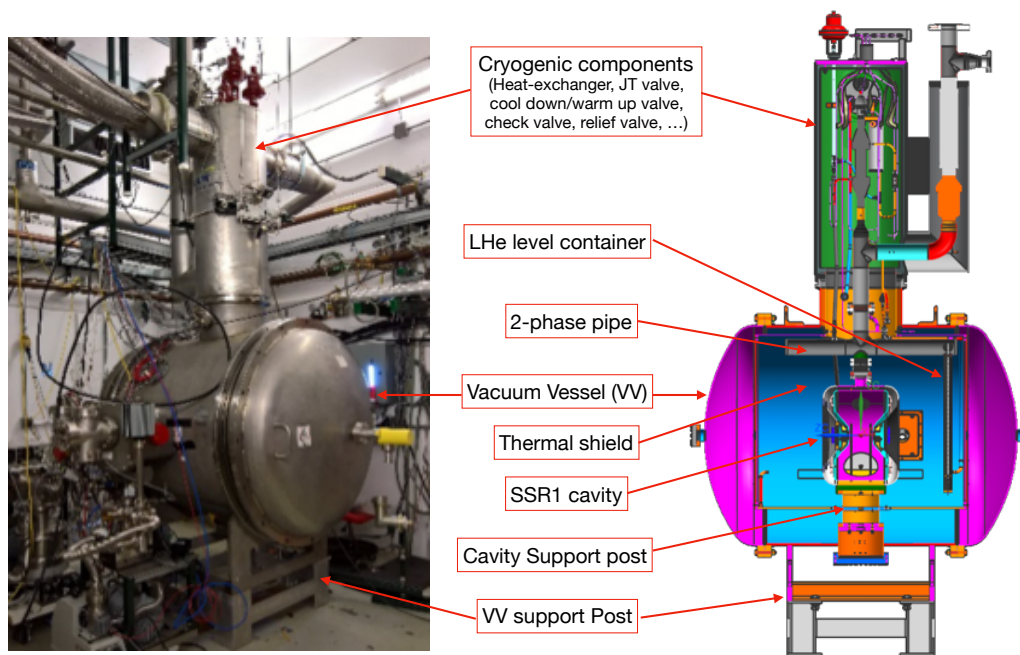 Cryogenic components
(Heat-exchanger, JT valve,
cool down/warm up valve,
check valve, relief valve, ...)
LHe level container
2-phase pipe
Vacuum Vessel (VV)
Thermal shield
SSR1 cavity
Cavity Support post
VV support Post